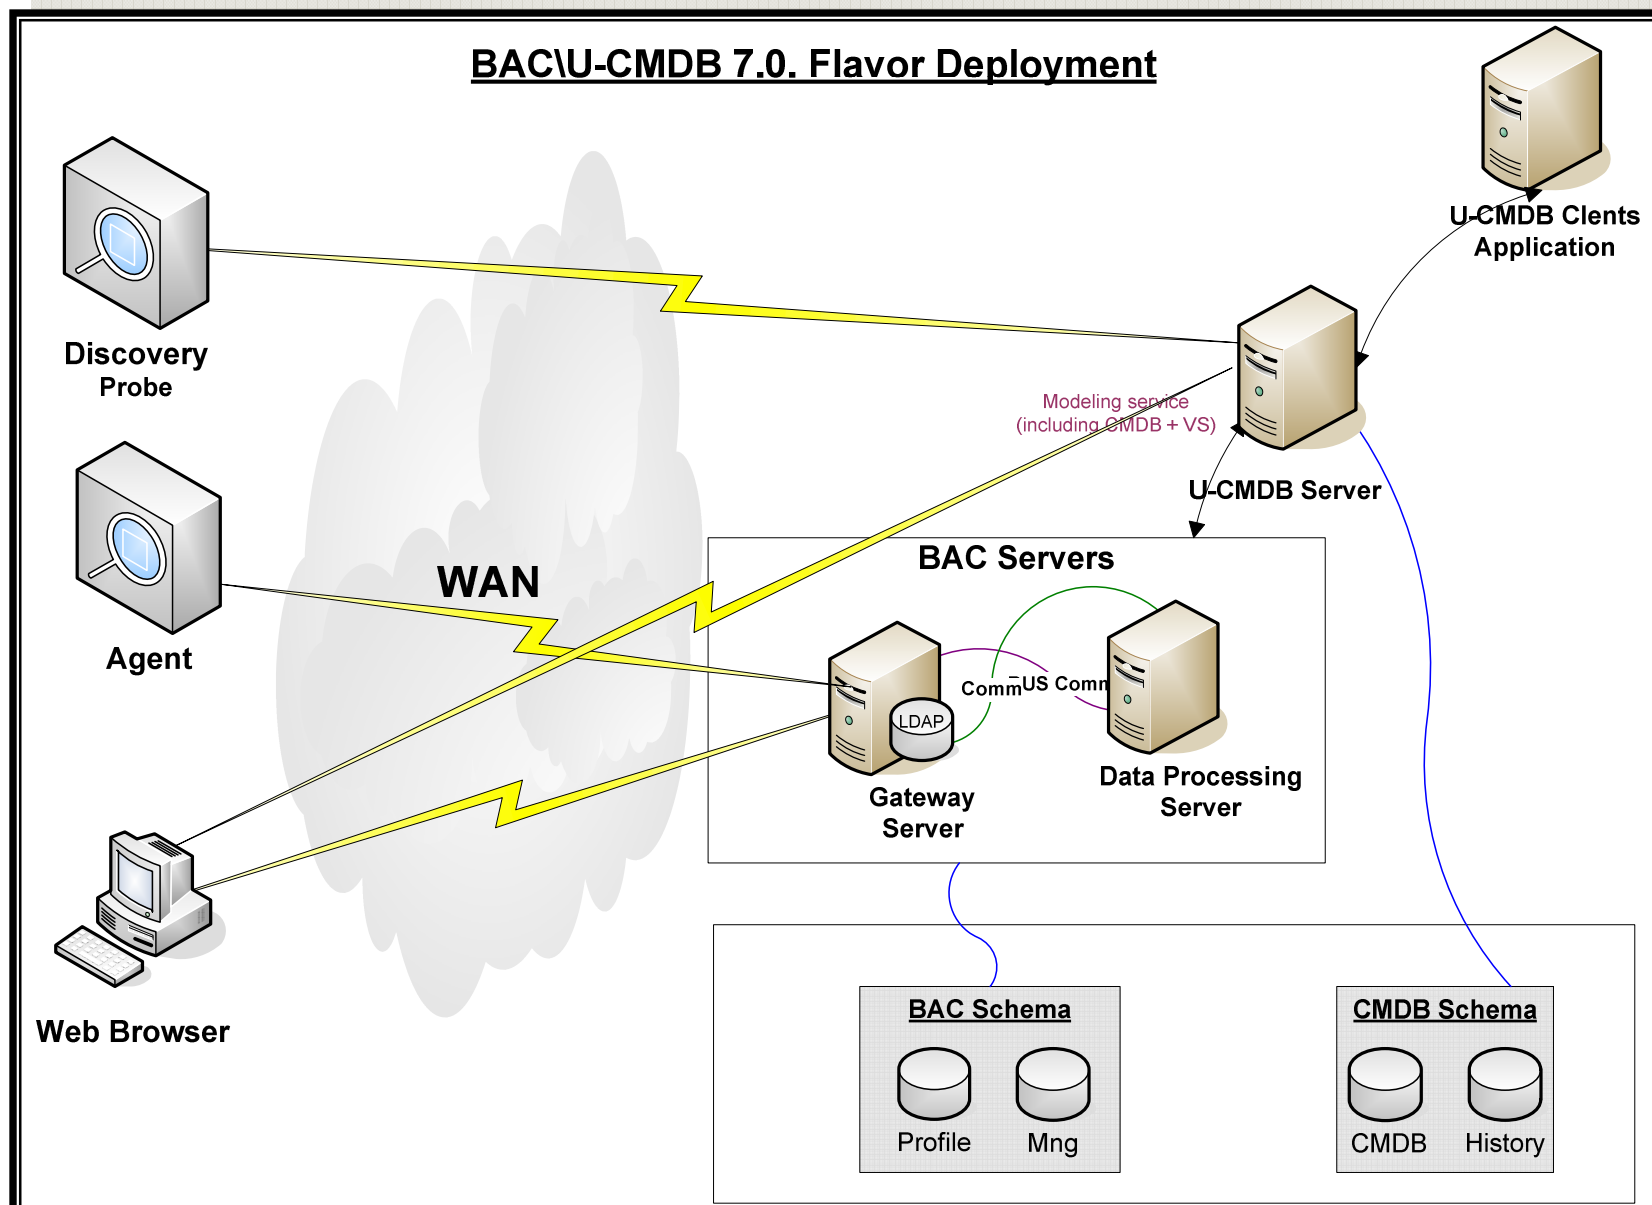 BAC\U-CMDB 7.0. Flavor Deployment
U-CMDB Clents
Application
Discovery
Probe
Modeling service
(including CMDB + VS)
U-CMDB Server
BAC Servers
WAN
Agent
Comm
US Comm
LDAP
Data Processing
Server
Gateway
Server
Web Browser
BAC Schema
CMDB Schema
Profile
Mng
CMDB
History